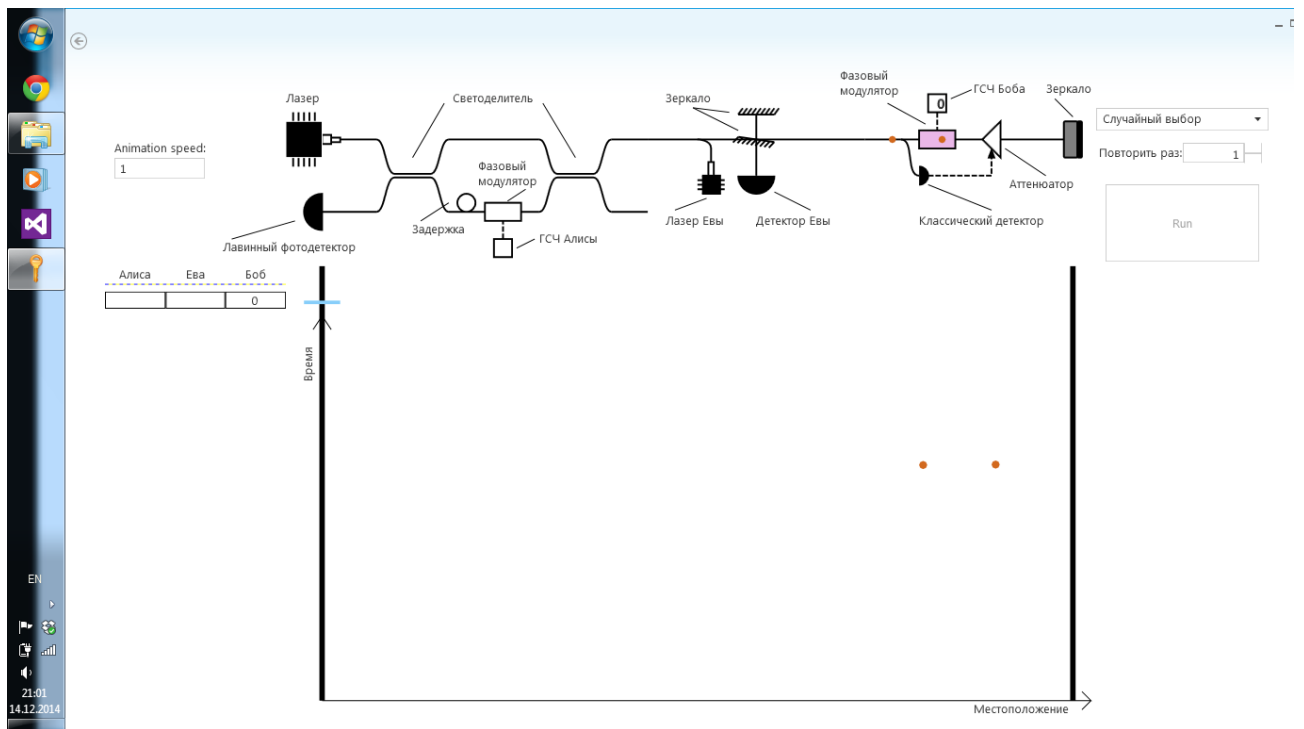 Фазовый
модулятор
ГСЧ Боба
Зеркало
Лазер
Светоделитель
Зеркало
0
Случайный выбор
Animation speed:
1
Повторить раз:
1
Фазовый
модулятор
Аттенюатор
Задержка
Лазер Евы
Детектор Евы
Классический детектор
Run
ГСЧ Алисы
Лавинный фотодетектор
Алиса
Ева
Боб
0
Время
EN
21:01
14.12.2014
Местоположение